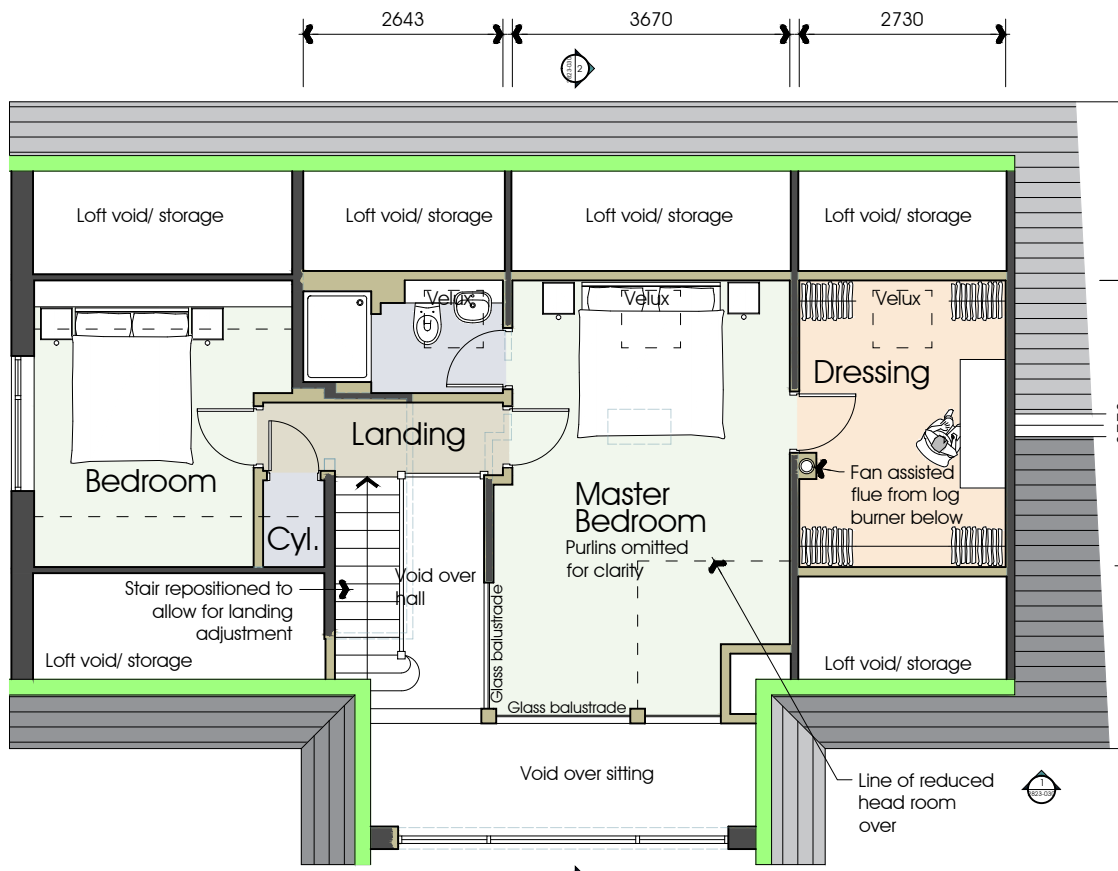 2643
3670
2730
2
Loft void/ storage
Loft void/ storage
Loft void/ storage
Loft void/ storage
Velux
Velux
Velux
Dressing
Landing
Bedroom
Master
Bedroom
Fan assisted
flue from log
burner below
Cyl.
Purlins omitted
for clarity
Void over
hall
Stair repositioned to
allow for landing
adjustment
Glass balustrade
Loft void/ storage
Loft void/ storage
Glass balustrade
Void over sitting
Line of reduced
head room
over
1